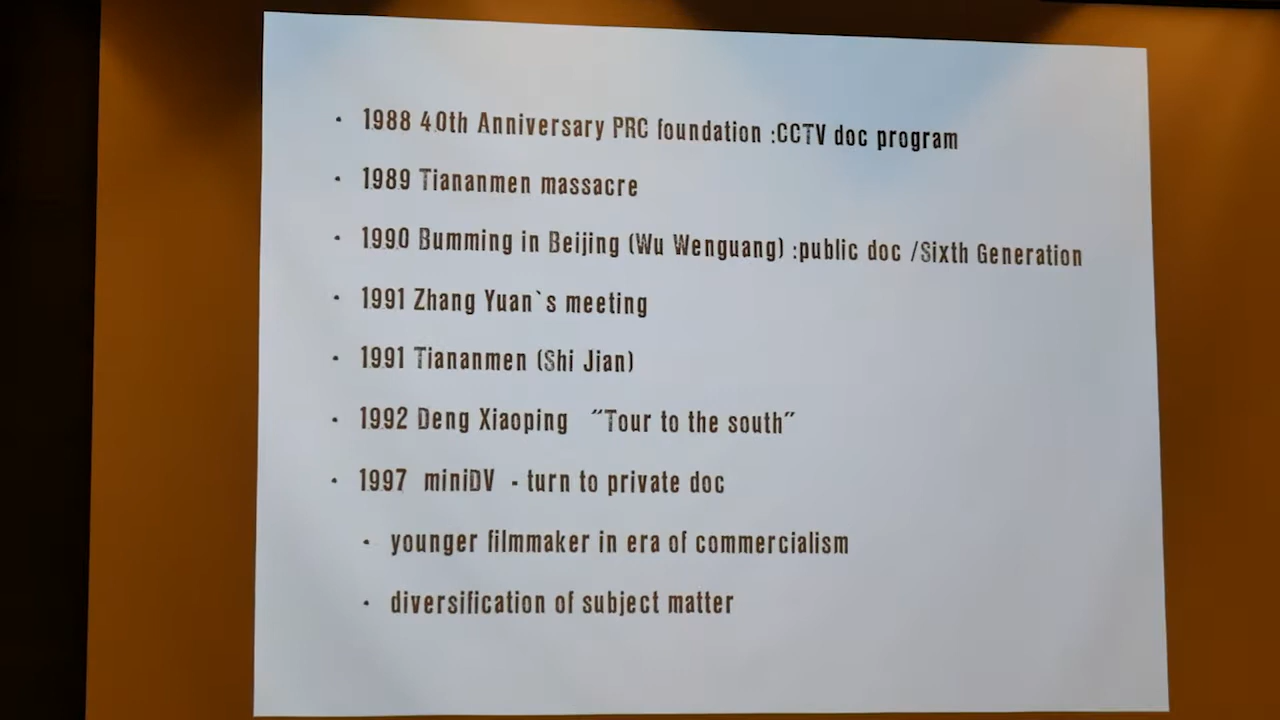 · 1988 40th Anniversary PRC foundation :CCTV doc program
· 1989 Tiananmen massacre
· 1990 Bumming in Beijing (Wu Wenguang) :public doc /Sixth Generation
· 1991 Zhang Yuan`s meeting
· 1991 Tiananmen (Shi Jian)
· 1992 Deng Xiaoping “Tour to the south”
· 1997 miniDV - turn to private doc
· younger filmmaker in era of commercialism
· diversification of subject matter